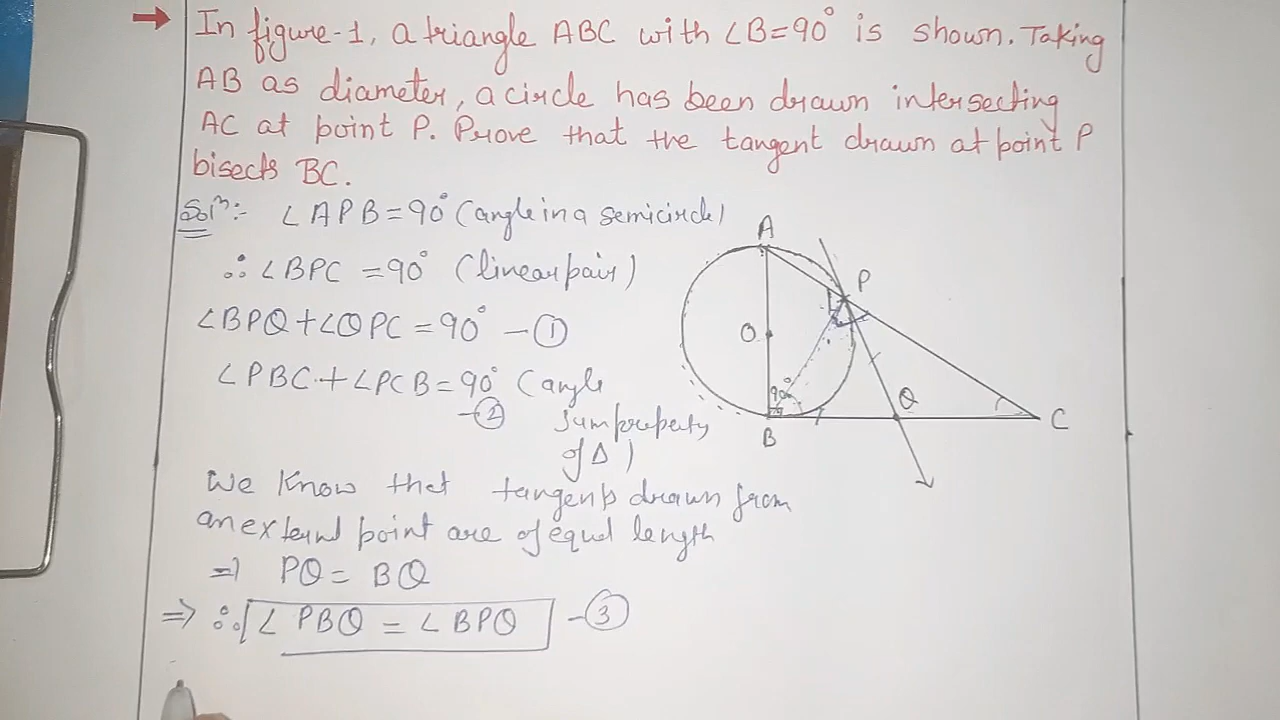 → In figure-1, a triangle ABC with ∠B=90° is shown. Taking
AB as diameter, a circle has been drawn intersecting
AC at point P. Prove that the tangent drawn at point P
bisects BC.
Solⁿ:- ∠APB=90° (angle in a semicircle)
∴ ∠BPC = 90° (linear pair)
∠BPQ+∠QPC = 90° - ①
∠PBC + ∠PCB = 90° (angle
- ② sum property
of Δ)
We know that tangents drawn from
an external point are of equal length
⇒ PQ = BQ
⇒ ∴ ∠PBQ = ∠BPQ - ③
A
P
O
90°
Q
B
C